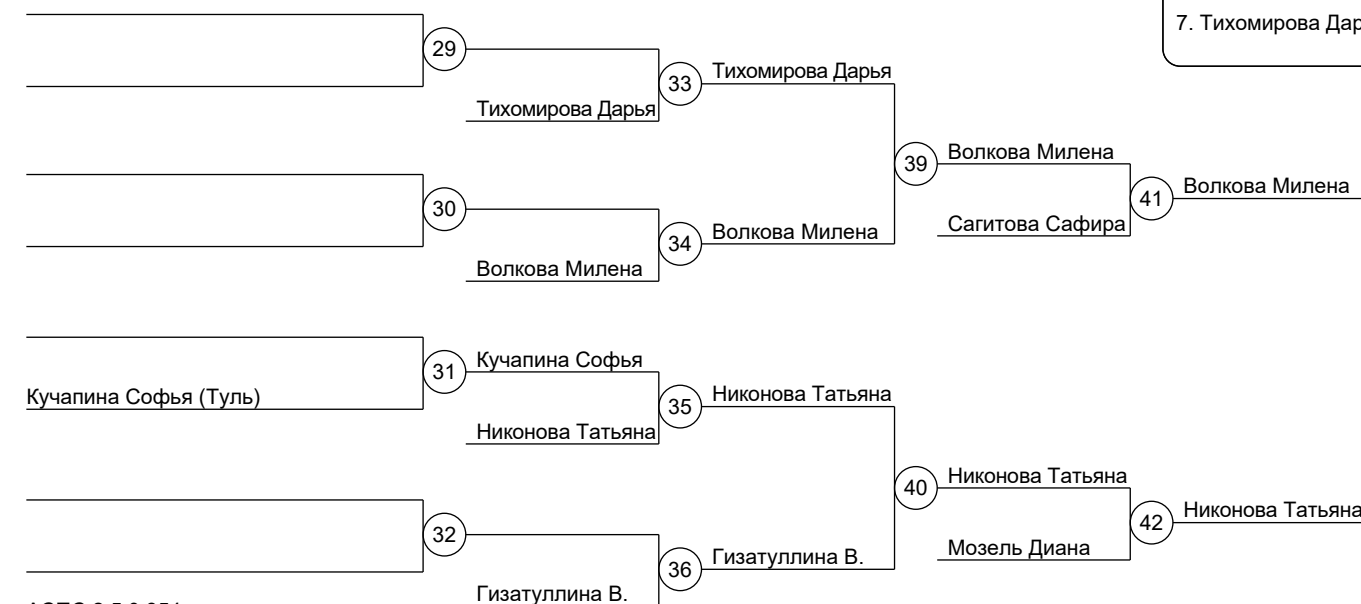 7. Тихомирова
29
Тихомирова Дарья
33
Тихомирова Дарья
39
Волкова Милена
30
Волкова Милена
34
Волкова Милена
Сагитова Сафира
41
Волкова Милена
Кучапина Софья (Туль)
31
Кучапина Софья
Никонова Татьяна
35
Никонова Татьяна
40
Никонова Татьяна
32
Гизатуллина В.
36
Гизатуллина В.
Мозель Диана
42
Никонова Татьяна